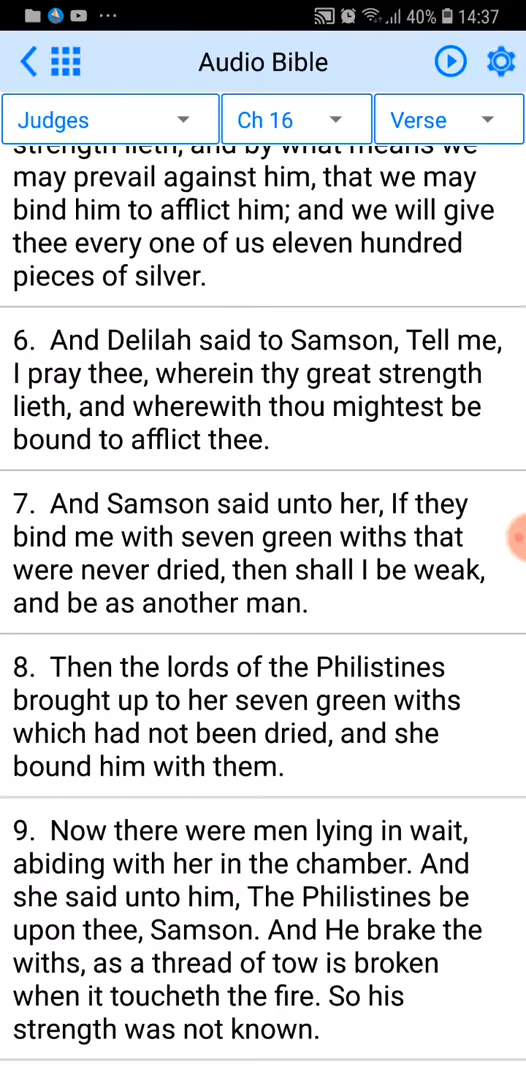 40% 14:37
Audio Bible
Judges Ch 16 Verse
strength lieth, and by what means we
may prevail against him, that we may
bind him to afflict him; and we will give
thee every one of us eleven hundred
pieces of silver.
6. And Delilah said to Samson, Tell me,
I pray thee, wherein thy great strength
lieth, and wherewith thou mightest be
bound to afflict thee.
7. And Samson said unto her, If they
bind me with seven green withs that
were never dried, then shall I be weak,
and be as another man.
8. Then the lords of the Philistines
brought up to her seven green withs
which had not been dried, and she
bound him with them.
9. Now there were men lying in wait,
abiding with her in the chamber. And
she said unto him, The Philistines be
upon thee, Samson. And He brake the
withs, as a thread of tow is broken
when it toucheth the fire. So his
strength was not known.